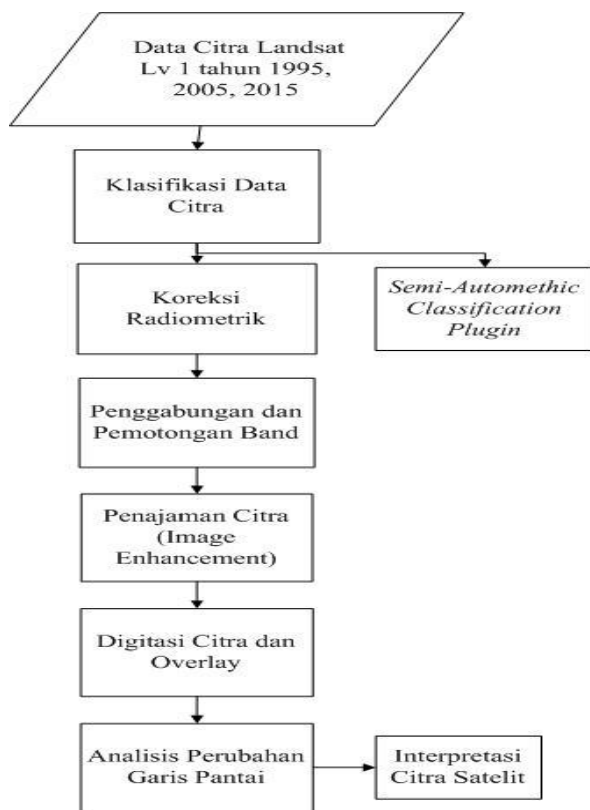 Data Citra Landsat
Lv 1 tahun 1995,
2005, 2015
Klasifikasi Data
Citra
Koreksi
Radiometrik
Semi-Automethic
Classification
Plugin
Penggabungan dan
Pemotongan Band
Penajaman Citra
(Image
Enhancement)
Digitasi Citra dan
Overlay
Analisis Perubahan
Garis Pantai
Interpretasi
Citra Satelit